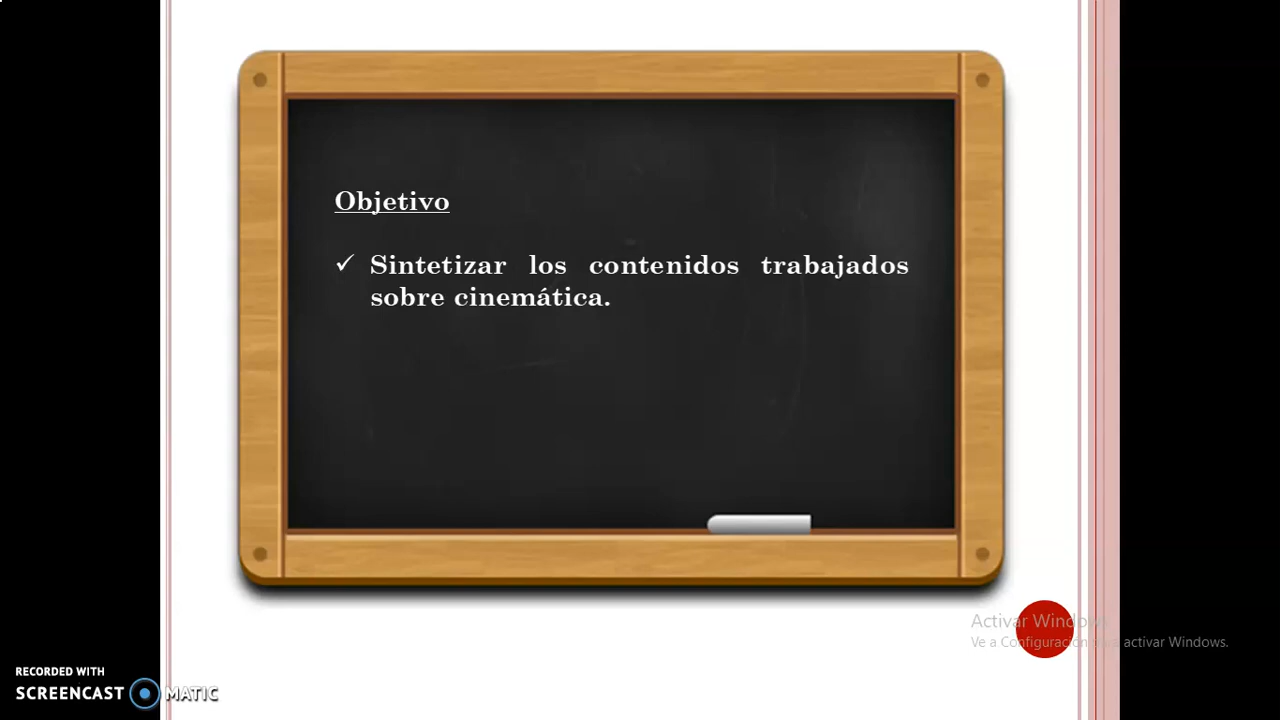 Objetivo
✓ Sintetizar los contenidos trabajados
sobre cinemática.
Activar Windows
Ve a Configuración para activar Windows.
RECORDED WITH
SCREENCAST MATIC